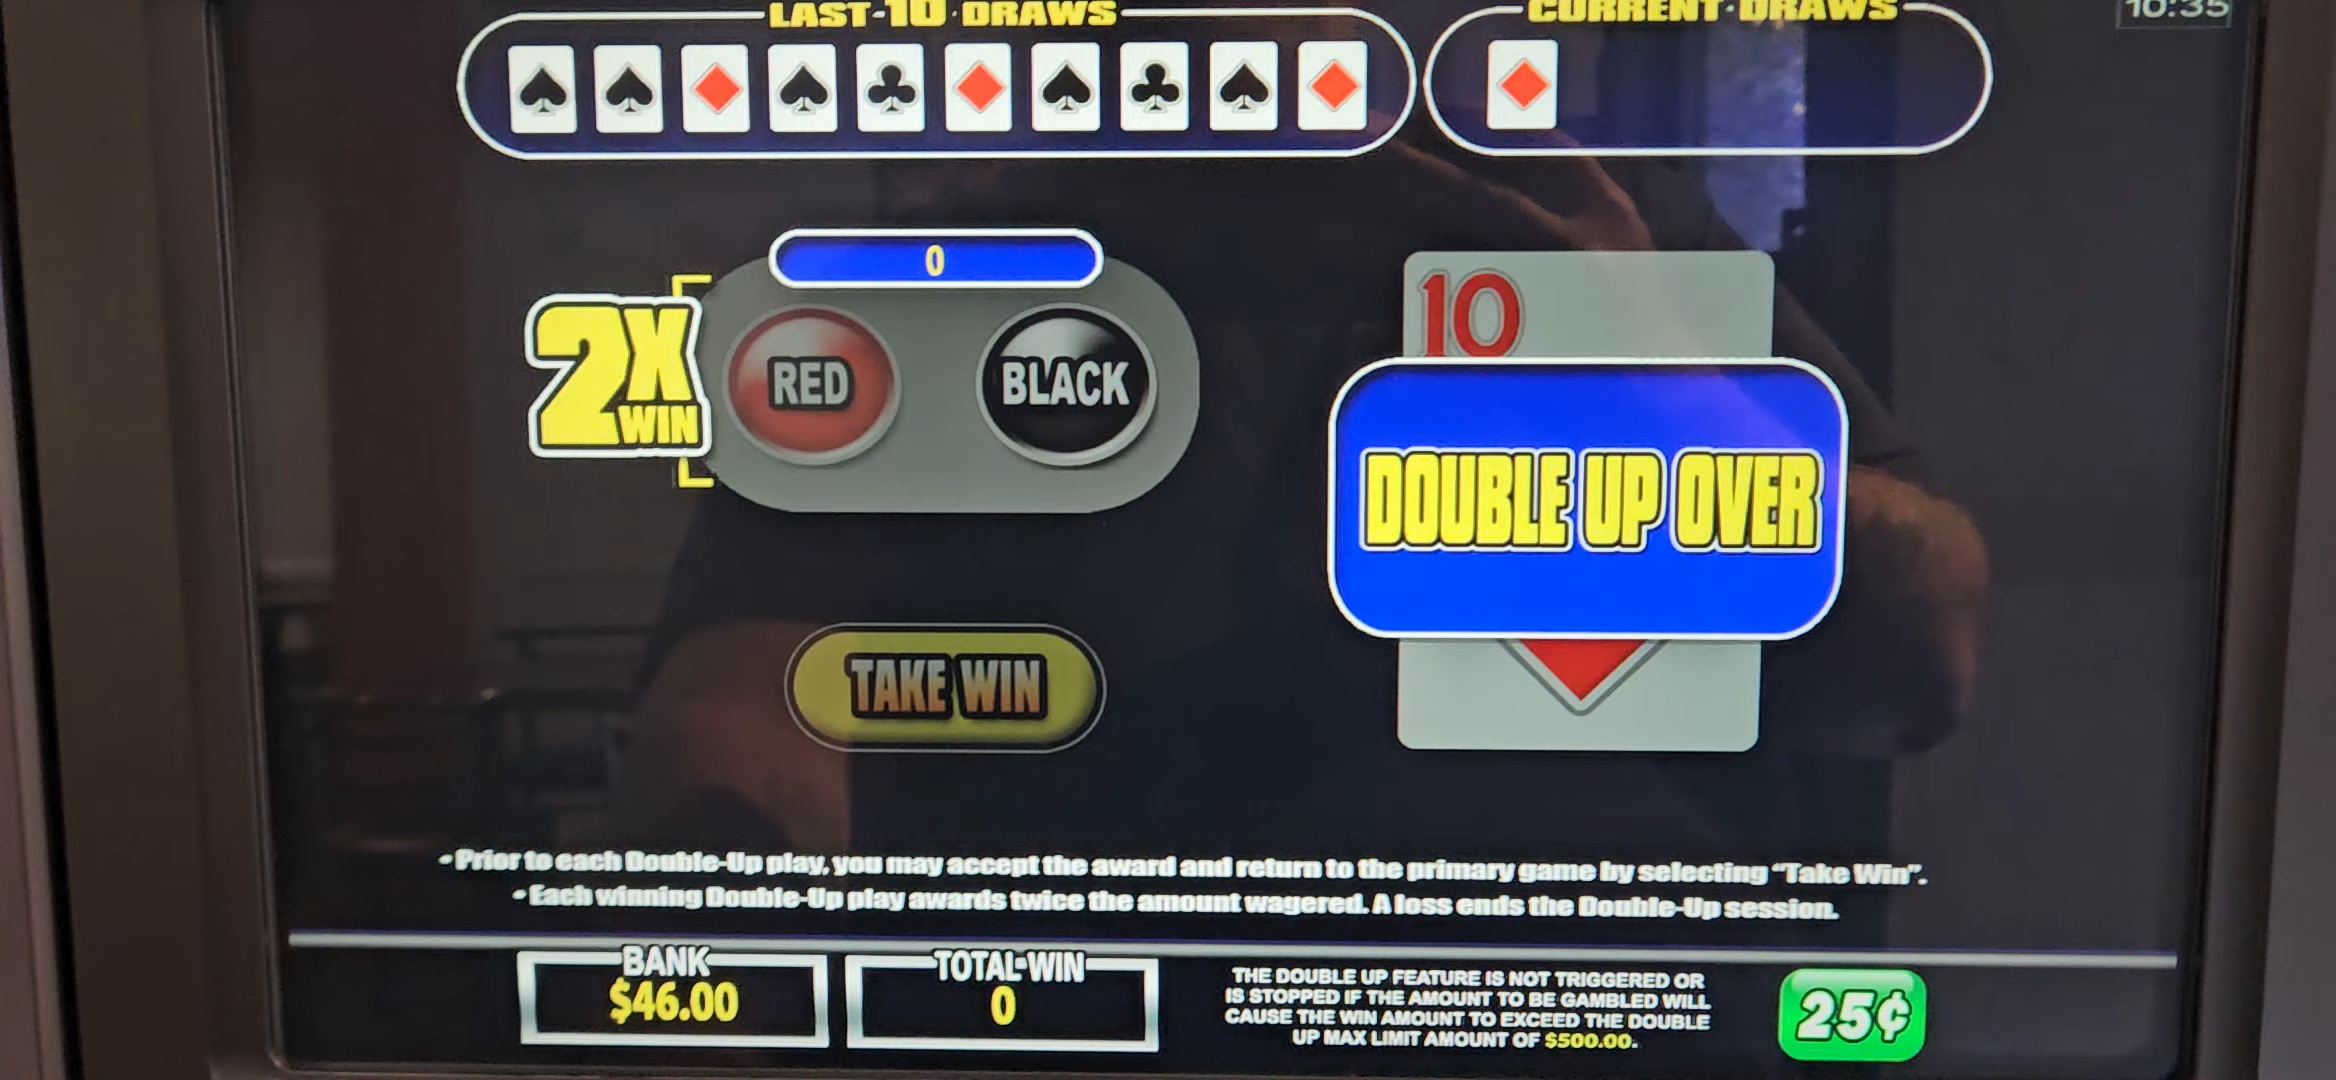 LAST·10·DRAWS
CURRENT·DRAWS
10:35
0
10
2X
WIN
RED
BLACK
DOUBLE UP OVER
TAKE WIN
• Prior to each Double-Up play, you may accept the award and return to the primary game by selecting "Take Win".
• Each winning Double-Up play awards twice the amount wagered. A loss ends the Double-Up session.
BANK
$46.00
TOTAL·WIN
0
THE DOUBLE UP FEATURE IS NOT TRIGGERED OR
IS STOPPED IF THE AMOUNT TO BE GAMBLED WILL
CAUSE THE WIN AMOUNT TO EXCEED THE DOUBLE
UP MAX LIMIT AMOUNT OF $500.00.
25¢